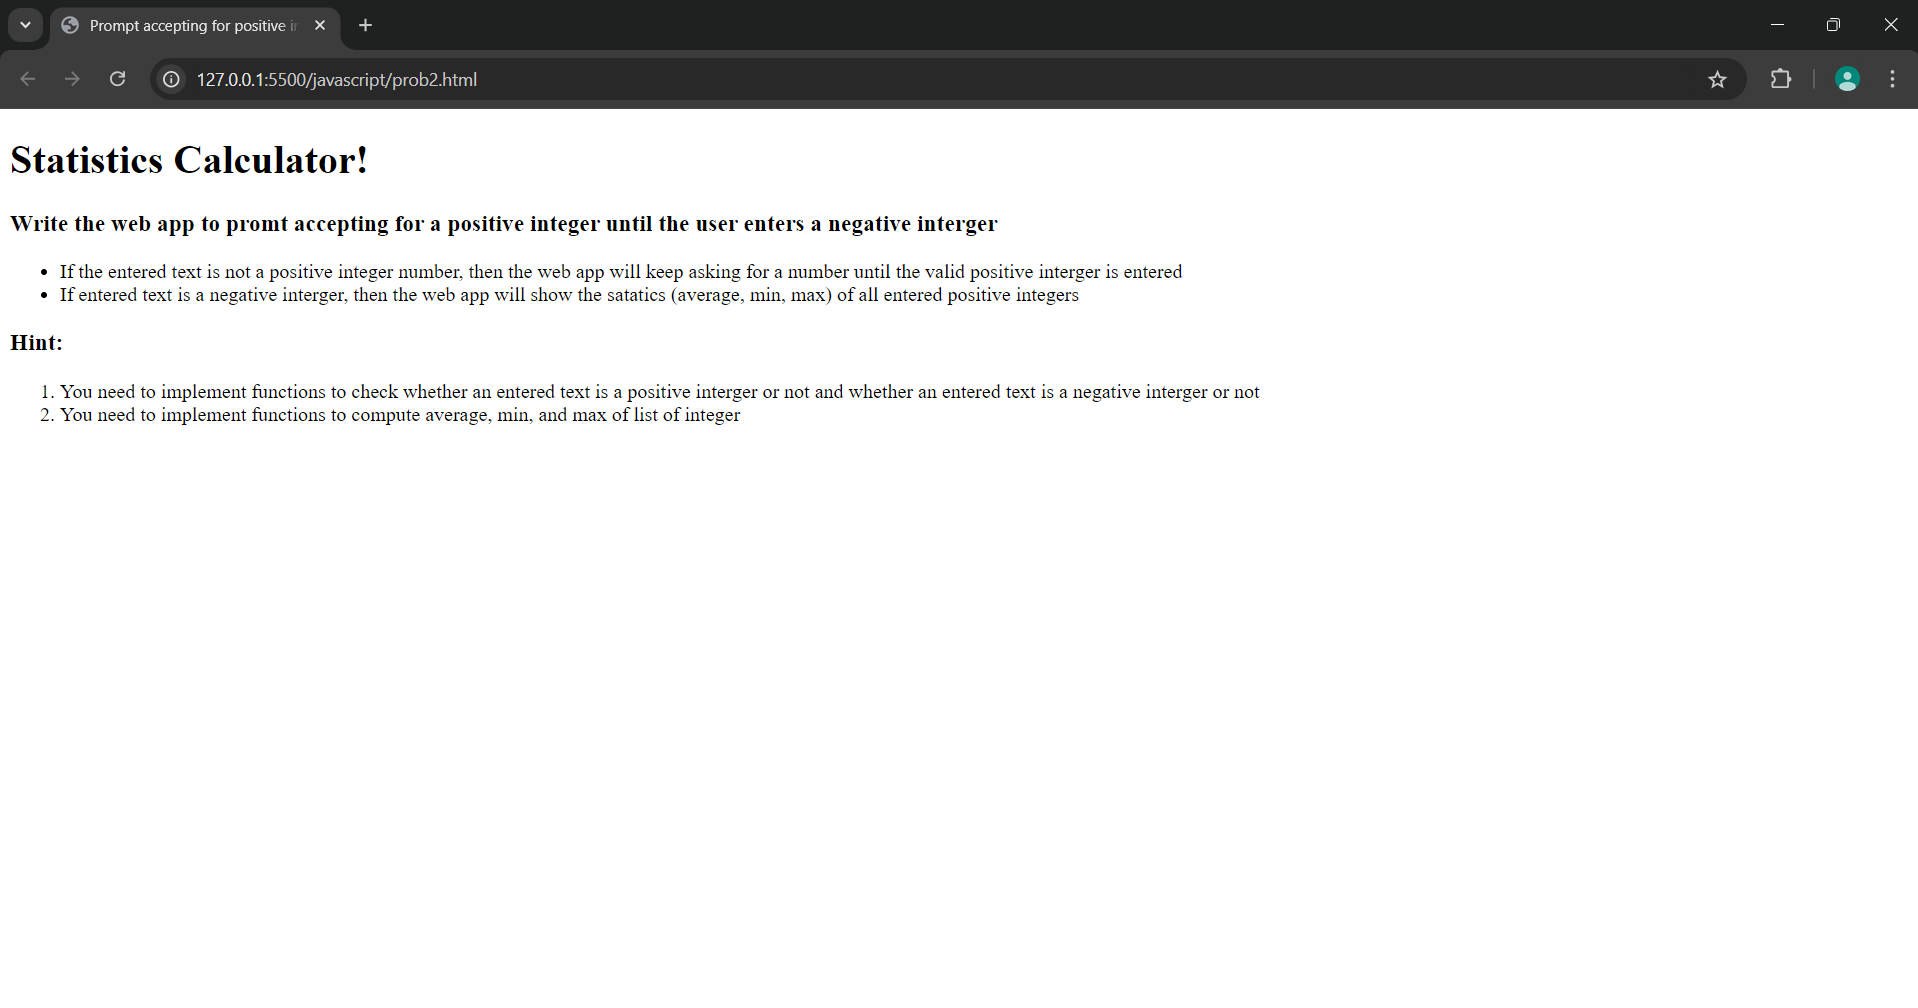 Prompt accepting for positive i
127.0.0.1:5500/javascript/prob2.html
Statistics Calculator!
Write the web app to promt accepting for a positive integer until the user enters a negative interger
• If the entered text is not a positive integer number, then the web app will keep asking for a number until the valid positive interger is entered
• If entered text is a negative interger, then the web app will show the satatics (average, min, max) of all entered positive integers
Hint:
1. You need to implement functions to check whether an entered text is a positive interger or not and whether an entered text is a negative interger or not
2. You need to implement functions to compute average, min, and max of list of integer